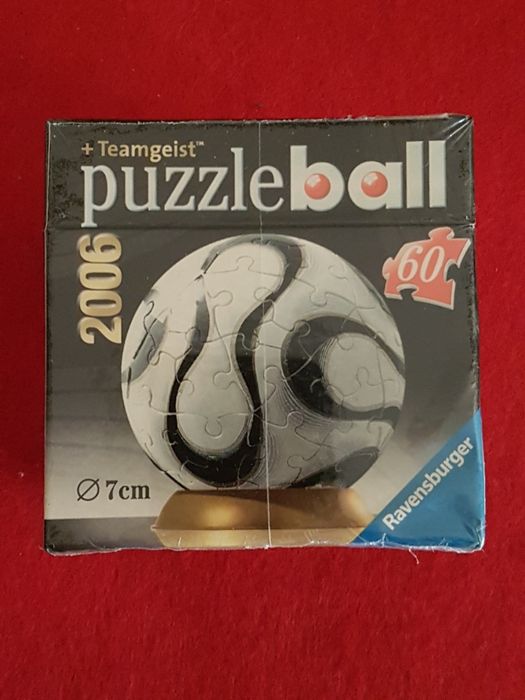 + Teamgeist™
puzzleball
2006
60
⌀ 7cm
Ravensburger